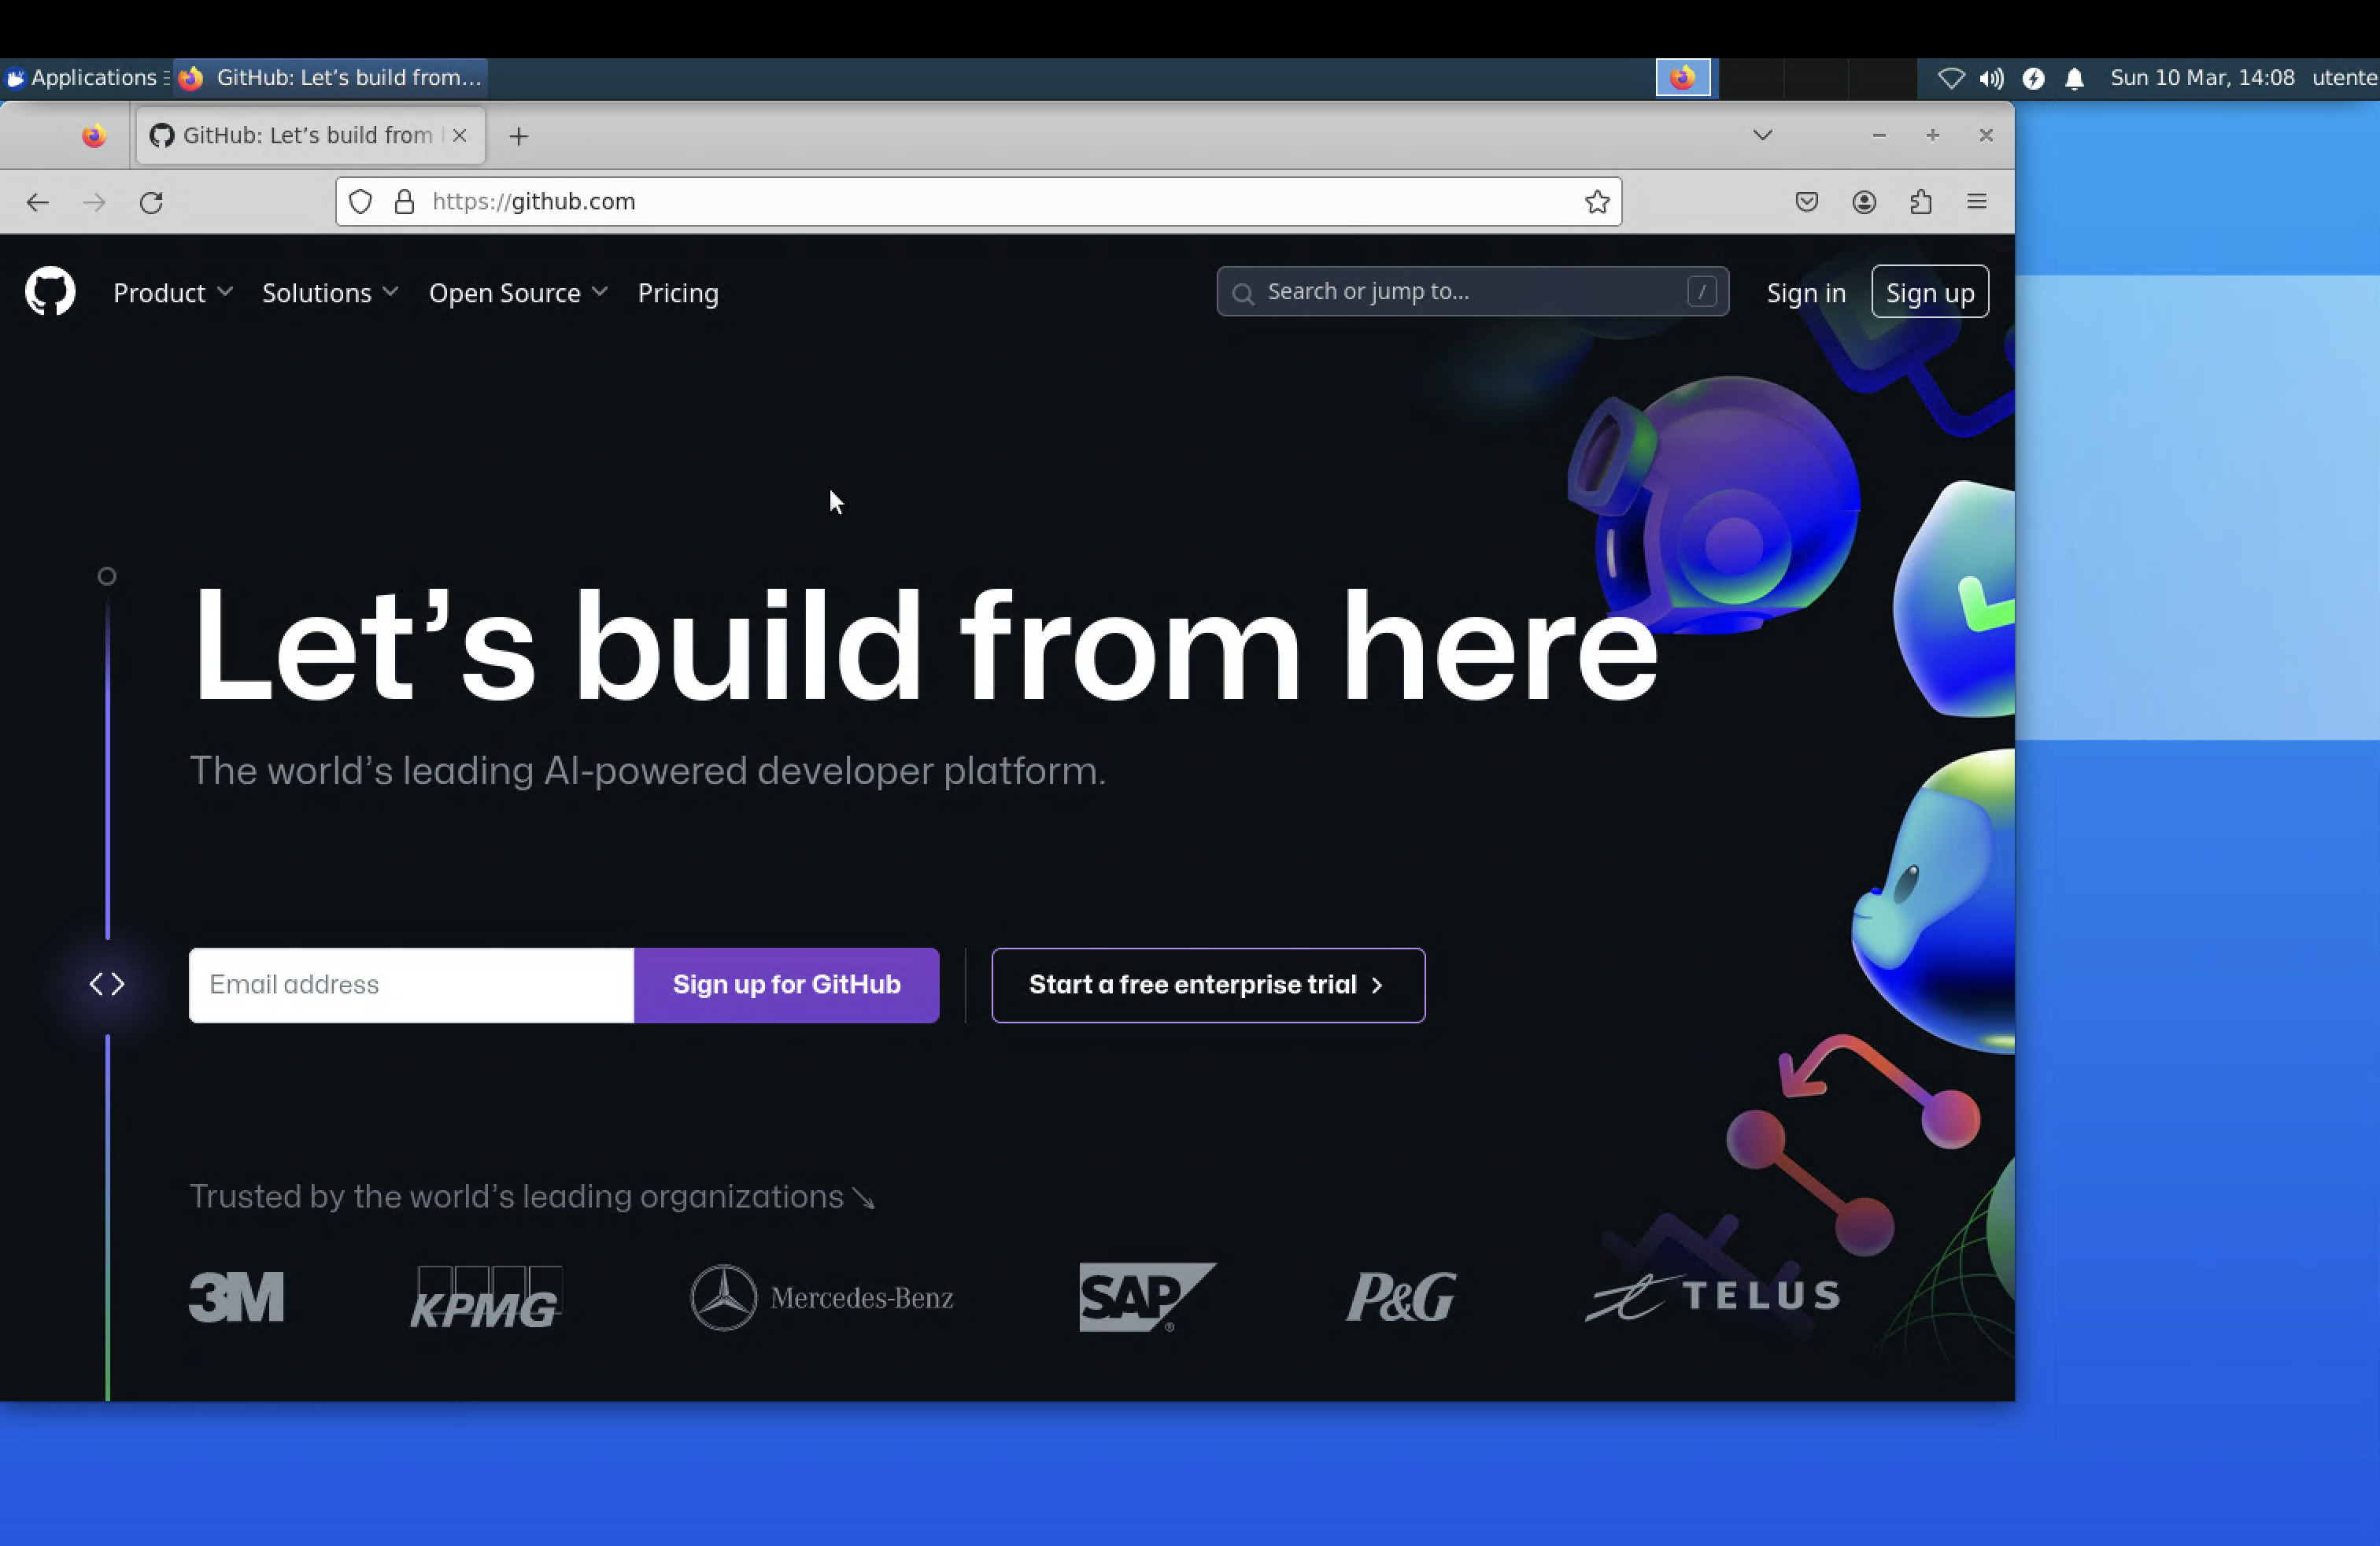 Applications
GitHub: Let’s build from...
Sun 10 Mar, 14:08
utente
GitHub: Let’s build from
https://github.com
Product
Solutions
Open Source
Pricing
Search or jump to...
/
Sign in
Sign up
Let’s build from here
The world’s leading AI-powered developer platform.
Email address
Sign up for GitHub
Start a free enterprise trial
Trusted by the world’s leading organizations
3M
KPMG
Mercedes-Benz
SAP®
P&G
TELUS